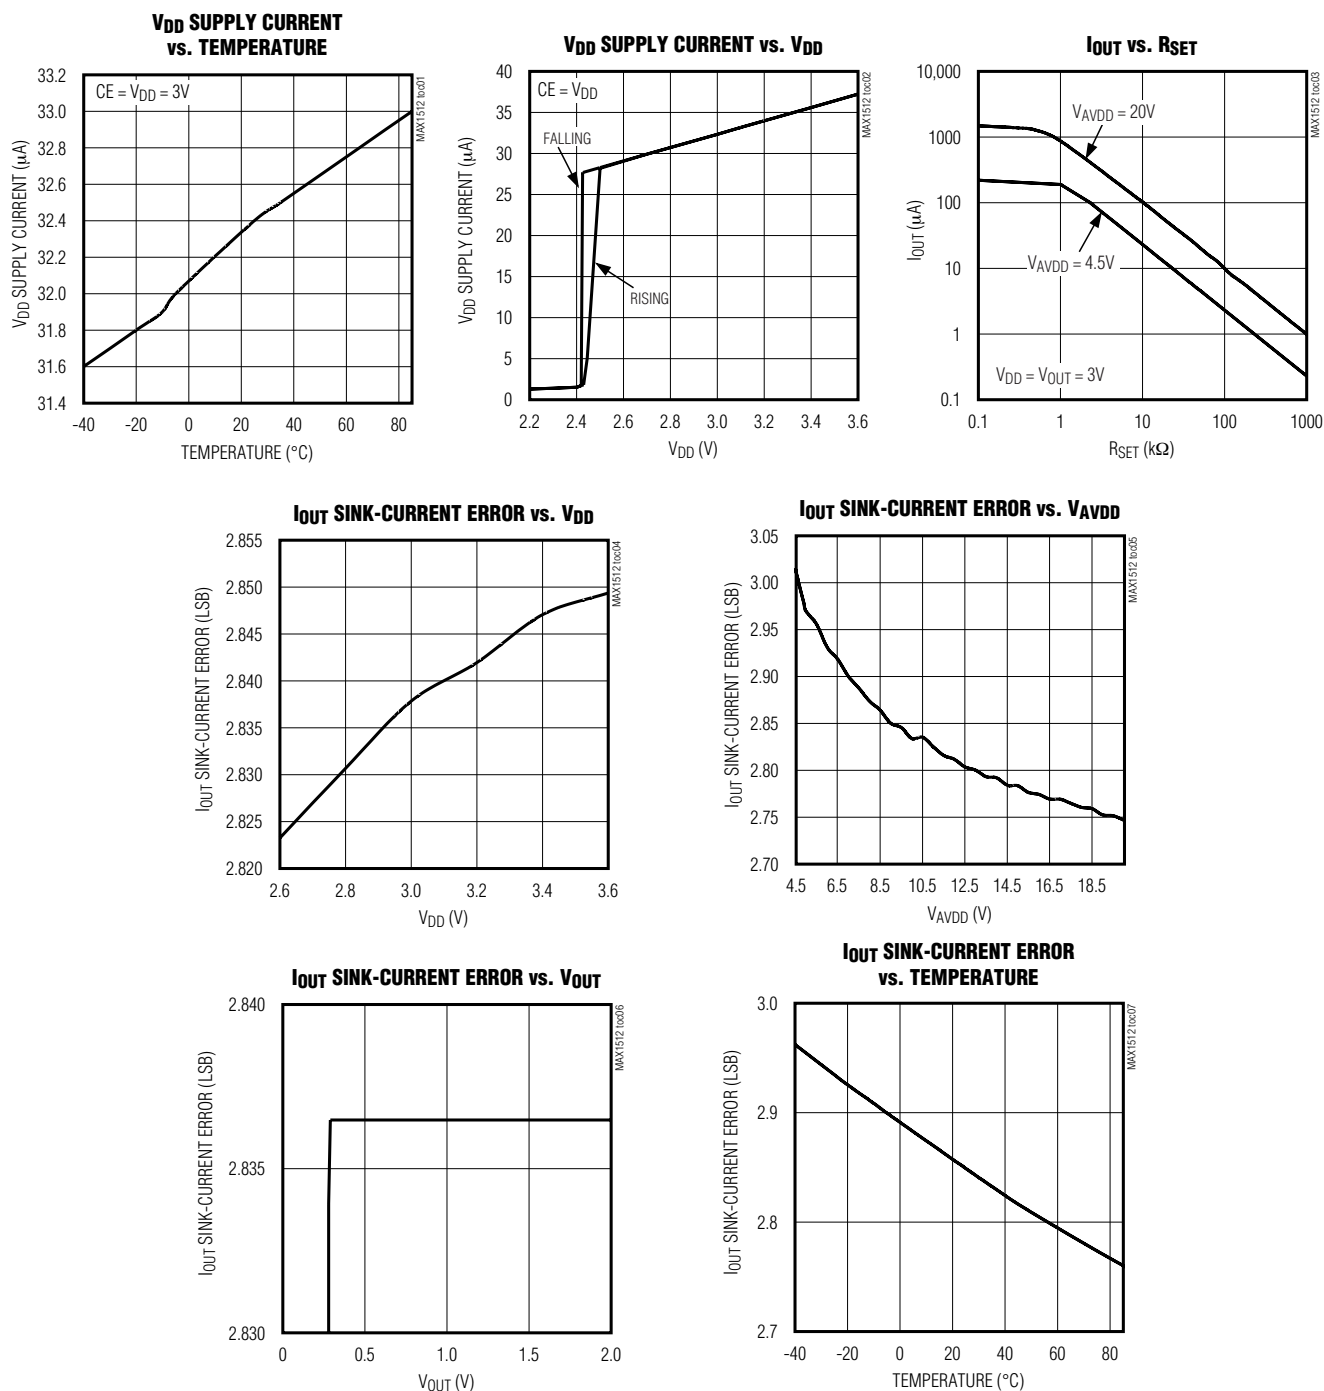 VDD SUPPLY CURRENT
vs. TEMPERATURE
33.2
33.0
32.8
32.6
32.4
32.2
32.0
31.8
31.6
31.4
VDD SUPPLY CURRENT (µA)
CE = VDD = 3V
MAX1512 toc01
-40 -20 0 20 40 60 80
TEMPERATURE (°C)
VDD SUPPLY CURRENT vs. VDD
40
35
30
25
20
15
10
5
0
VDD SUPPLY CURRENT (µA)
CE = VDD
FALLING
RISING
MAX1512 toc02
2.2 2.4 2.6 2.8 3.0 3.2 3.4 3.6
VDD (V)
IOUT vs. RSET
10,000
1000
100
10
1
0.1
IOUT (µA)
VAVDD = 20V
VAVDD = 4.5V
VDD = VOUT = 3V
MAX1512 toc03
0.1 1 10 100 1000
RSET (kΩ)
IOUT SINK-CURRENT ERROR vs. VDD
2.855
2.850
2.845
2.840
2.835
2.830
2.825
2.820
IOUT SINK-CURRENT ERROR (LSB)
MAX1512 toc04
2.6 2.8 3.0 3.2 3.4 3.6
VDD (V)
IOUT SINK-CURRENT ERROR vs. VAVDD
3.05
3.00
2.95
2.90
2.85
2.80
2.75
2.70
IOUT SINK-CURRENT ERROR (LSB)
MAX1512 toc05
4.5 6.5 8.5 10.5 12.5 14.5 16.5 18.5
VAVDD (V)
IOUT SINK-CURRENT ERROR vs. VOUT
2.840
2.835
2.830
IOUT SINK-CURRENT ERROR (LSB)
MAX1512 toc06
0 0.5 1.0 1.5 2.0
VOUT (V)
IOUT SINK-CURRENT ERROR
vs. TEMPERATURE
3.0
2.9
2.8
2.7
IOUT SINK-CURRENT ERROR (LSB)
MAX1512 toc07
-40 -20 0 20 40 60 80
TEMPERATURE (°C)